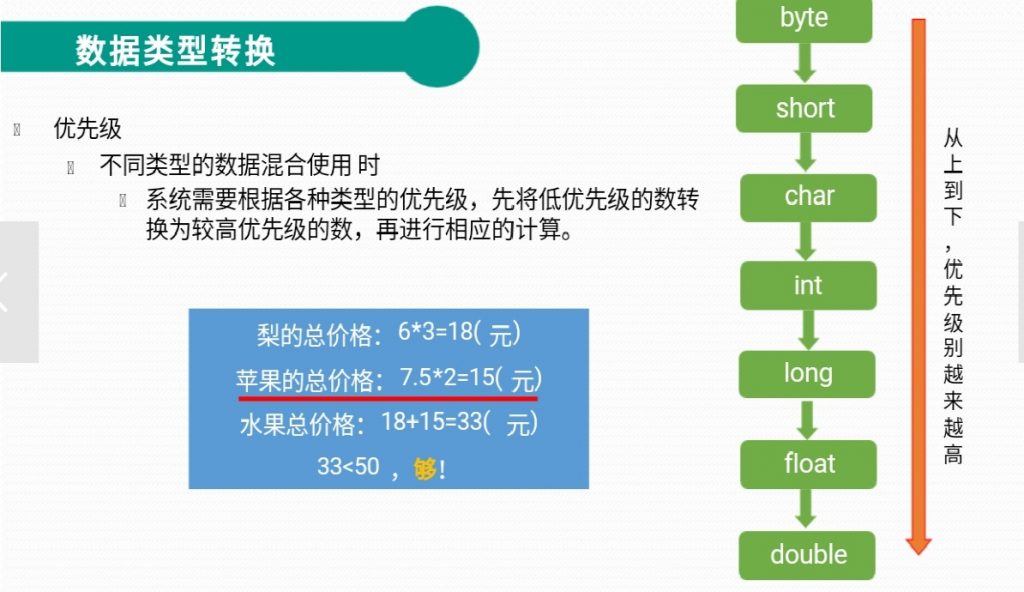 数据类型转换
优先级
不同类型的数据混合使用 时
系统需要根据各种类型的优先级，先将低优先级的数转
换为较高优先级的数，再进行相应的计算。
梨的总价格： 6*3=18( 元)
苹果的总价格： 7.5*2=15( 元)
水果总价格： 18+15=33( 元)
33<50 ，够!
byte
short
char
int
long
float
double
从上到下，优先级别越来越高